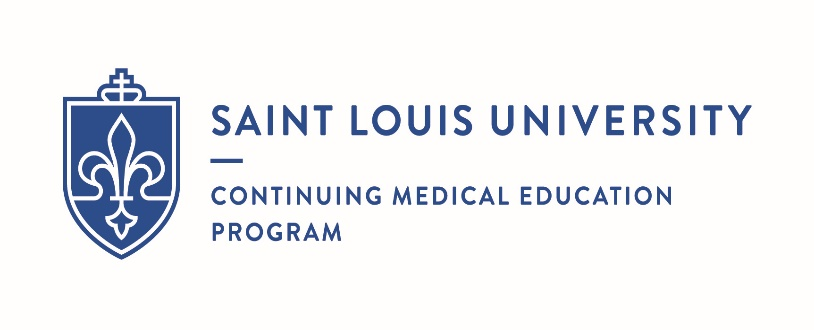 SAINT LOUIS UNIVERSITY
CONTINUING MEDICAL EDUCATION
PROGRAM